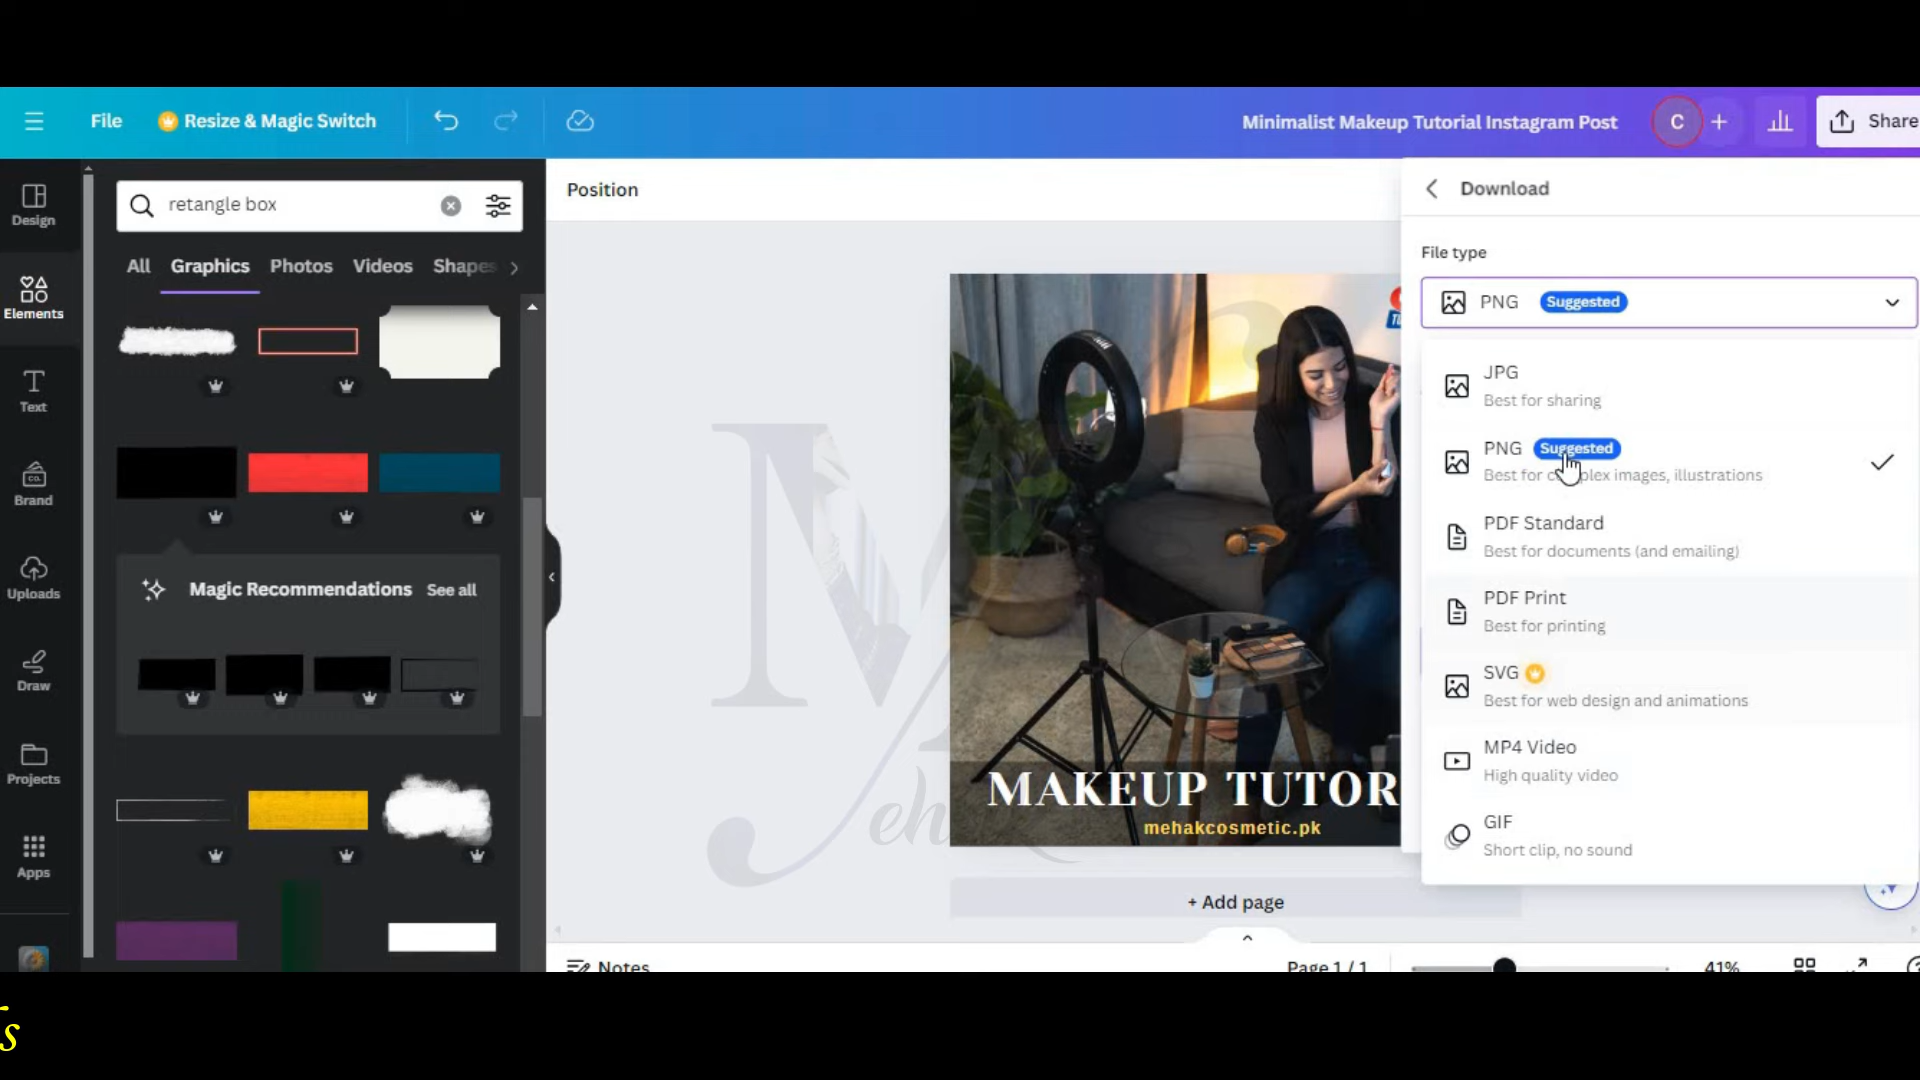 File
Resize & Magic Switch
Minimalist Makeup Tutorial Instagram Post
C
+
Share
Design
Elements
Text
Brand
Uploads
Draw
Projects
Apps
retangle box
All
Graphics
Photos
Videos
Shapes
Magic Recommendations
See all
Position
MAKEUP TUTOR
mehakcosmetic.pk
+ Add page
Notes
Page 1 / 1
41%
Download
File type
PNG Suggested
JPG
Best for sharing
PNG Suggested
Best for complex images, illustrations
PDF Standard
Best for documents (and emailing)
PDF Print
Best for printing
SVG
Best for web design and animations
MP4 Video
High quality video
GIF
Short clip, no sound